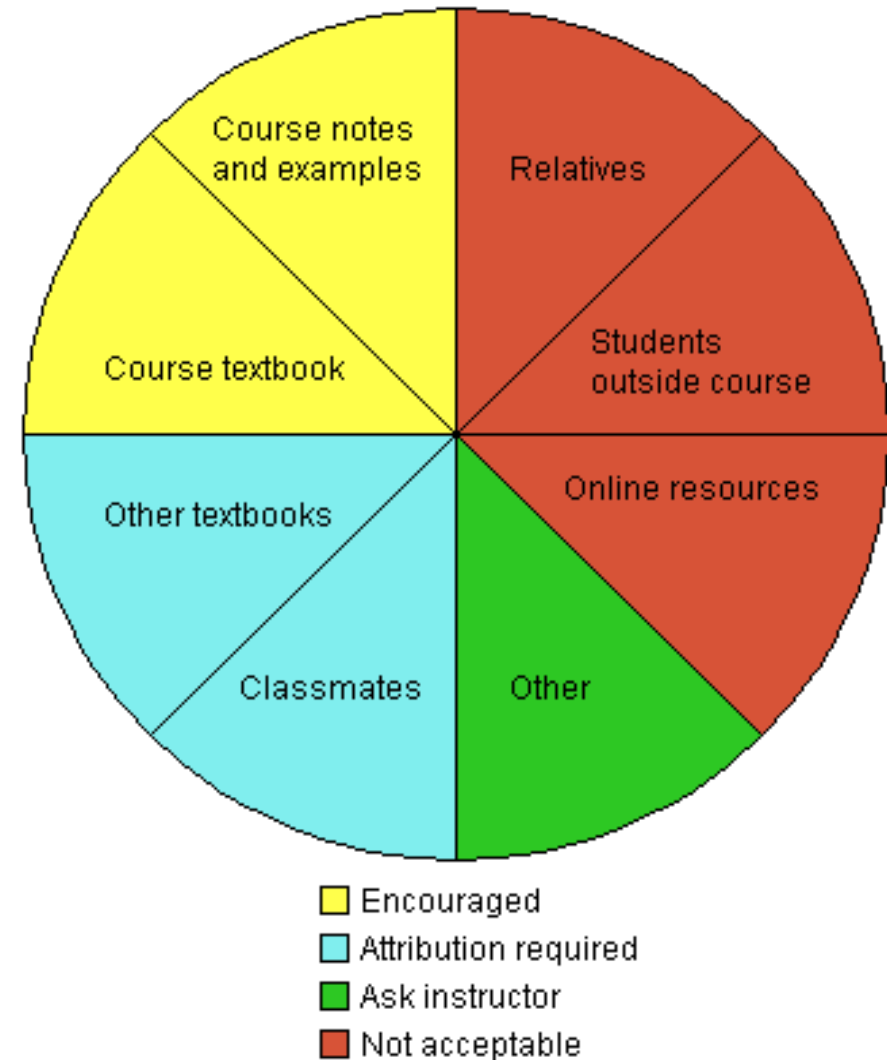 Course notes
and examples
Relatives
Students
outside course
Course textbook
Online resources
Other textbooks
Classmates
Other
Encouraged
Attribution required
Ask instructor
Not acceptable